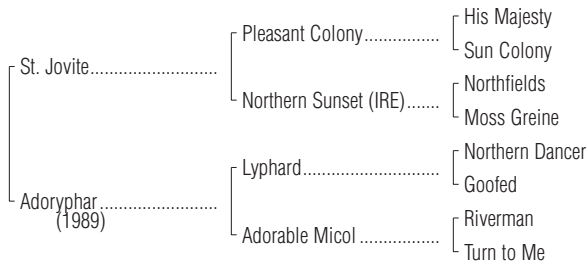 His Majesty
Pleasant Colony................
Sun Colony
St. Jovite...........................
Northfields
Northern Sunset (IRE).......
Moss Greine
Northern Dancer
Lyphard.............................
Goofed
Adoryphar .........................
(1989)
Riverman
Adorable Micol .................
Turn to Me